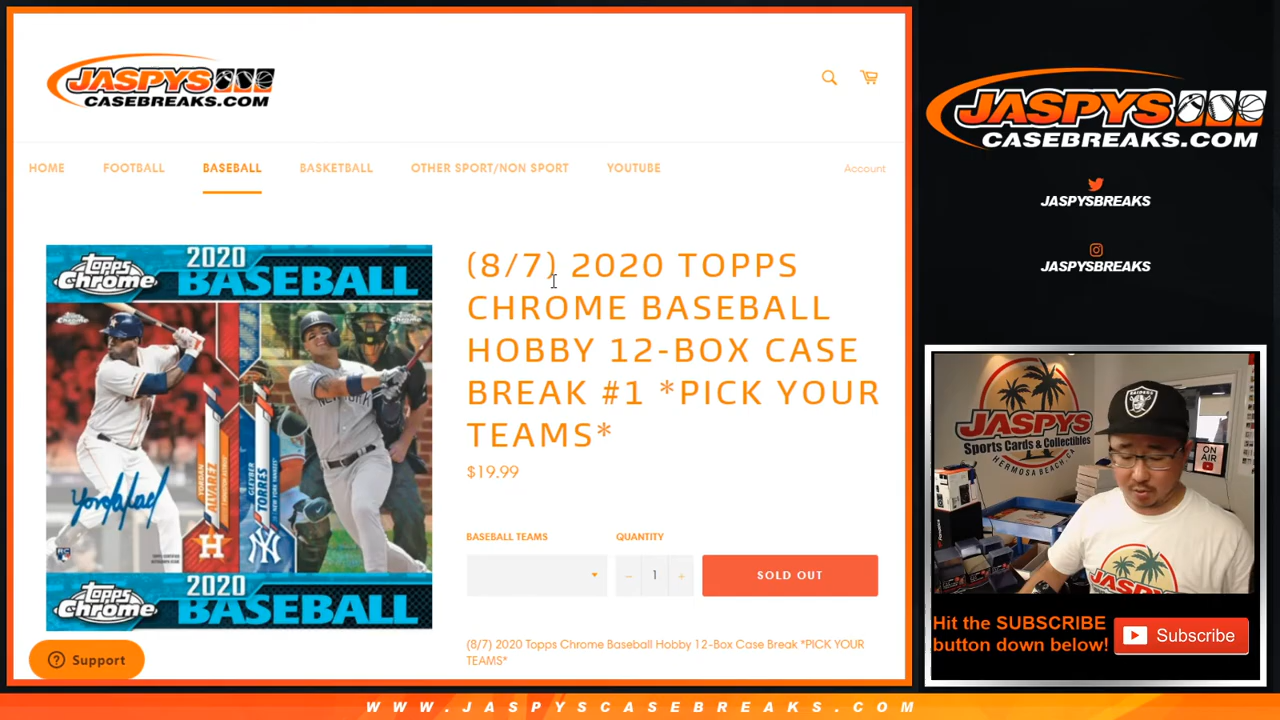 JASPYS
CASEBREAKS.COM
HOME
FOOTBALL
BASEBALL
BASKETBALL
OTHER SPORT/NON SPORT
YOUTUBE
Account
topps
Chrome
2020
BASEBALL
YORDAN
ALVAREZ
GLEYBER
TORRES
RC
2020
topps
Chrome
BASEBALL
(8/7) 2020 TOPPS
CHROME BASEBALL
HOBBY 12-BOX CASE
BREAK #1 *PICK YOUR
TEAMS*
$19.99
BASEBALL TEAMS
QUANTITY
− 1 +
SOLD OUT
(8/7) 2020 Topps Chrome Baseball Hobby 12-Box Case Break *PICK YOUR
TEAMS*
Support
JASPYS
CASEBREAKS.COM
JASPYSBREAKS
JASPYSBREAKS
JASPYS
Sports Cards & Collectibles
HERMOSA BEACH, CA
RAIDERS
ON AIR
JASPYS
Hit the SUBSCRIBE
button down below!
Subscribe
WWW.JASPYSCASEBREAKS.COM